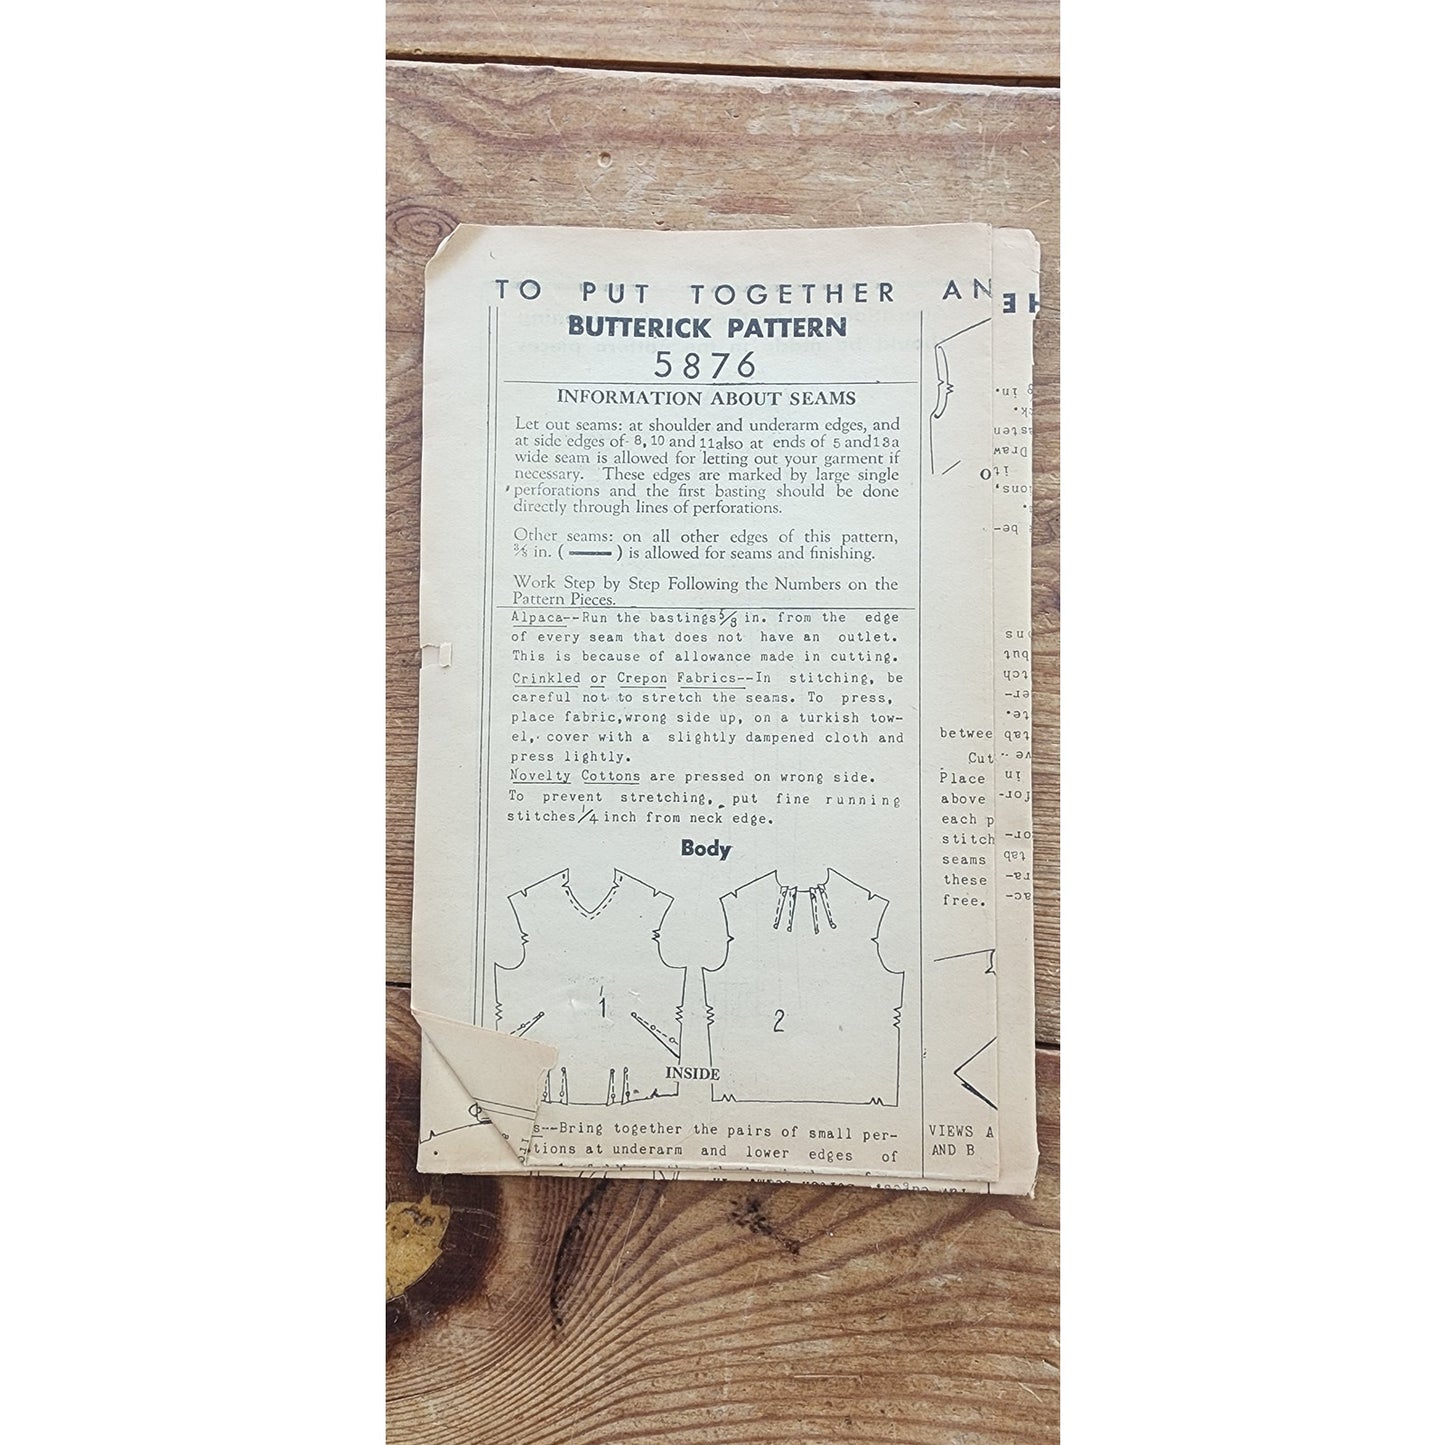 TO PUT TOGETHER AN
BUTTERICK PATTERN
5876
INFORMATION ABOUT SEAMS
Let out seams: at shoulder and underarm edges, and
at side edges of 8, 10 and 11 also at ends of 5 and 13 a
wide seam is allowed for letting out your garment if
necessary. These edges are marked by large single
perforations and the first basting should be done
directly through lines of perforations.
Other seams: on all other edges of this pattern,
⅜ in. ( ) is allowed for seams and finishing.
Work Step by Step Following the Numbers on the
Pattern Pieces.
Alpaca--Run the bastings 5/8 in. from the edge
of every seam that does not have an outlet.
This is because of allowance made in cutting.
Crinkled or Crepon Fabrics--In stitching, be
careful not to stretch the seams. To press,
place fabric, wrong side up, on a turkish tow-
el, cover with a slightly dampened cloth and
press lightly.
Novelty Cottons are pressed on wrong side.
To prevent stretching, put fine running
stitches 1/4 inch from neck edge.
Body
1
2
INSIDE
s--Bring together the pairs of small per-
tions at underarm and lower edges of
betwee
Cut
Place
above
each p
stitch
seams
these
free.
VIEWS A
AND B